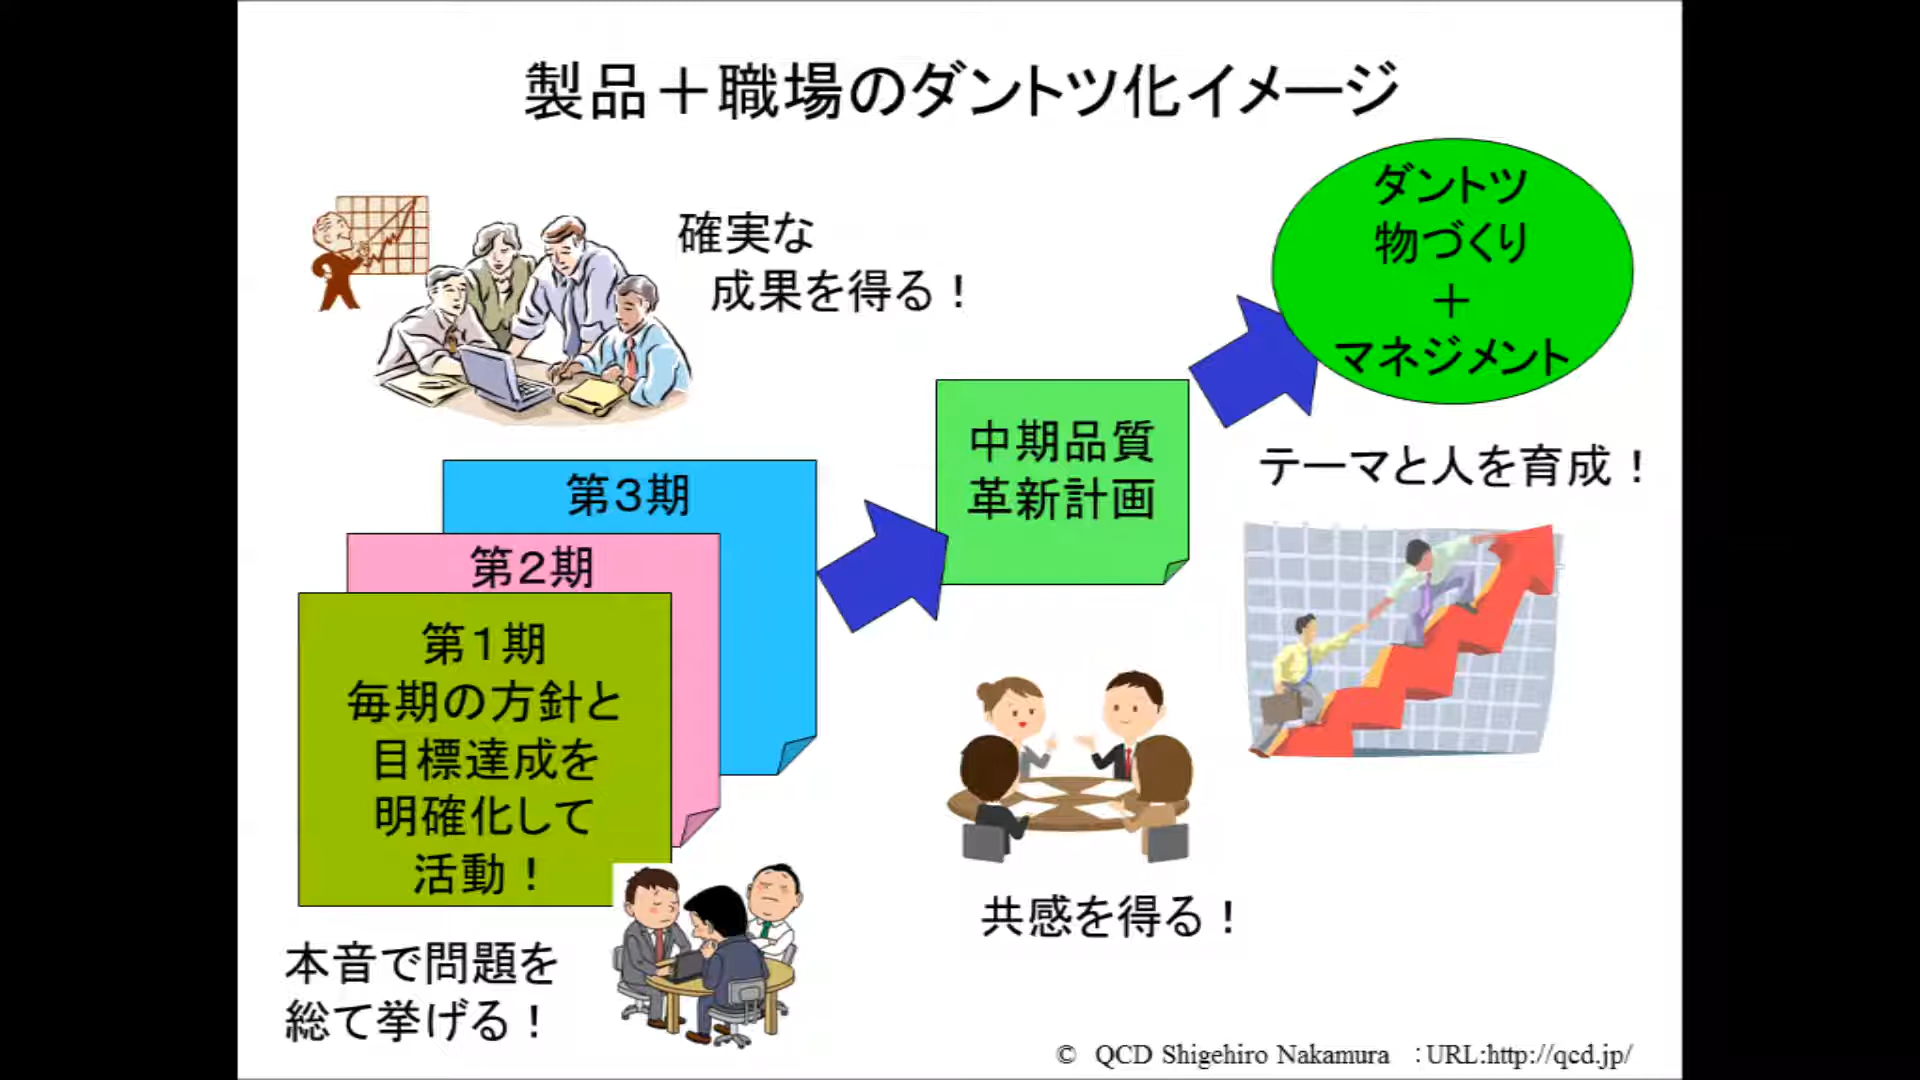 製品＋職場のダントツ化イメージ
確実な
成果を得る！
ダントツ
物づくり
＋
マネジメント
中期品質
革新計画
テーマと人を育成！
第３期
第２期
第１期
毎期の方針と
目標達成を
明確化して
活動！
共感を得る！
本音で問題を
総て挙げる！
© QCD Shigehiro Nakamura ：URL:http://qcd.jp/